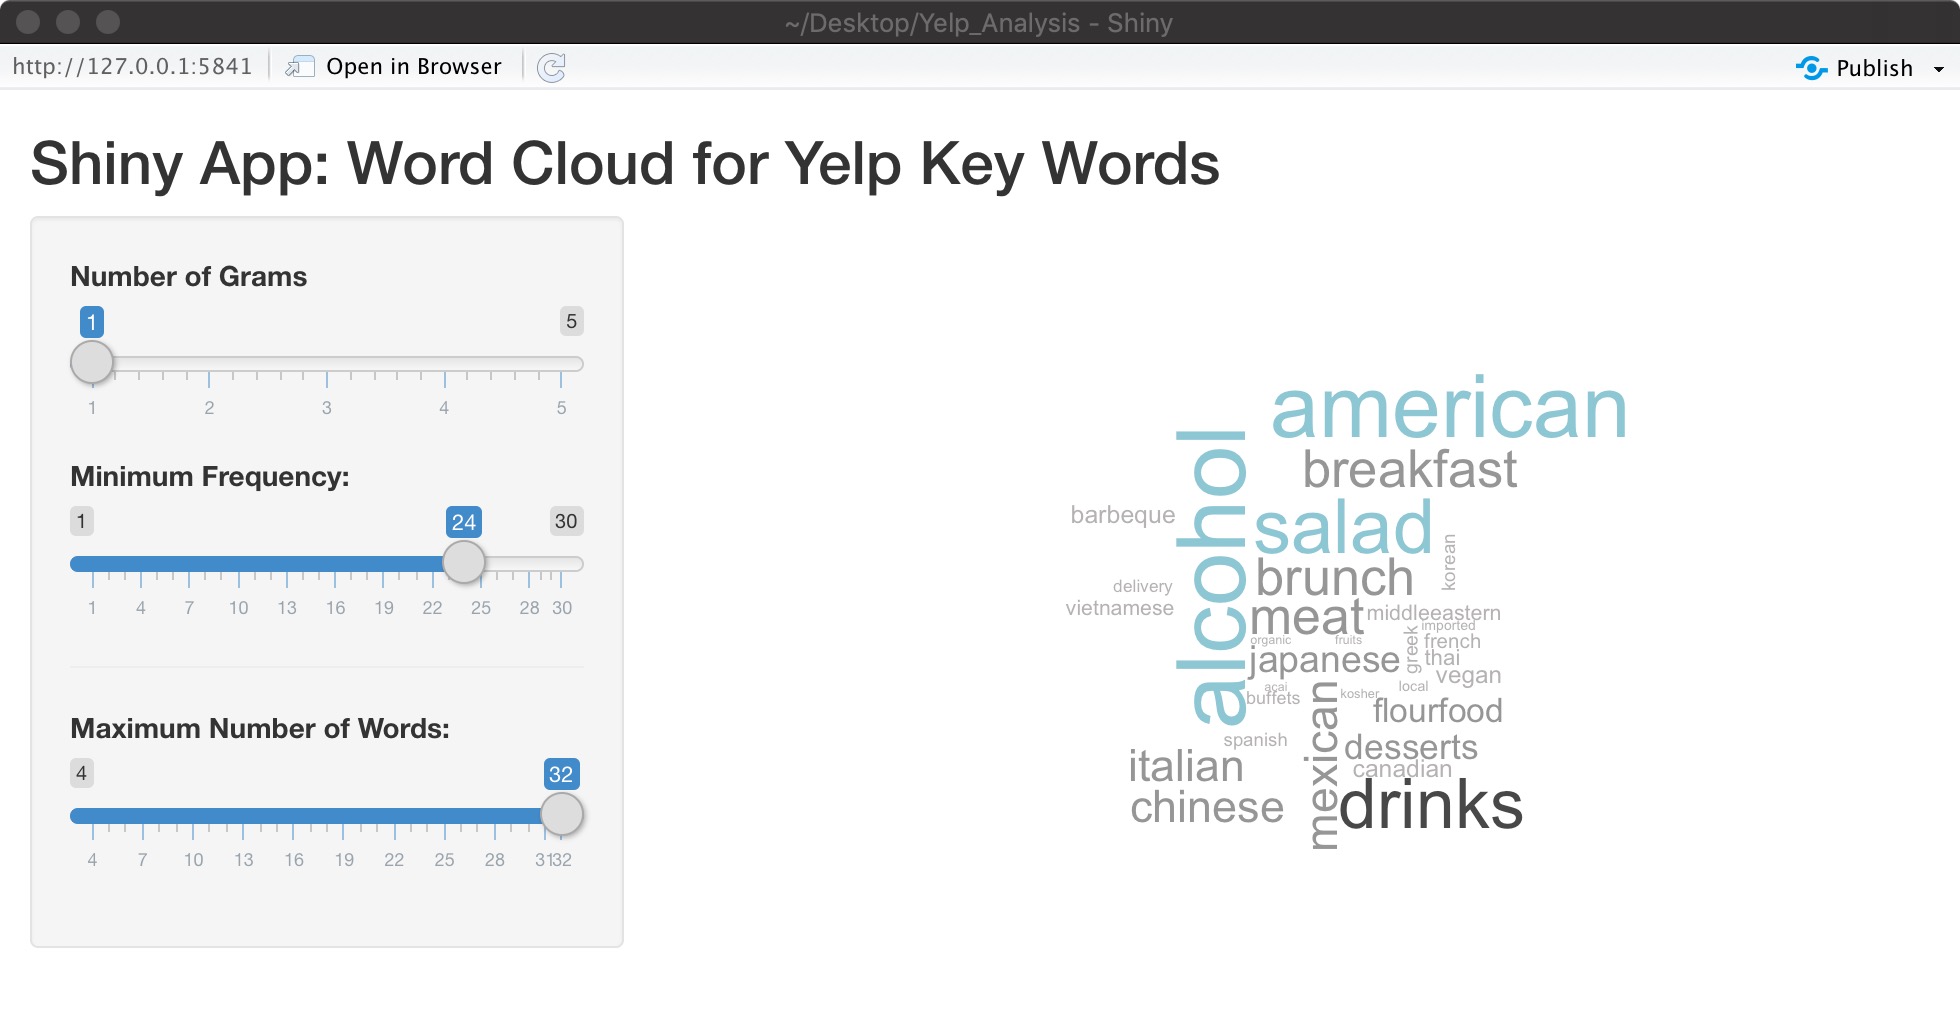 ~/Desktop/Yelp_Analysis - Shiny
http://127.0.0.1:5841 Open in Browser Publish
Shiny App: Word Cloud for Yelp Key Words
Number of Grams
1 5
1 2 3 4 5
Minimum Frequency:
1 24 30
1 4 7 10 13 16 19 22 25 28 30
Maximum Number of Words:
4 32
4 7 10 13 16 19 22 25 28 31 32
american
alcohol
breakfast
barbeque
salad
korean
brunch
delivery
vietnamese
meat
middleeastern
imported
organic
fruits
greek
french
japanese
thai
vegan
açai
buffets
kosher
local
mexican
flourfood
spanish
desserts
italian
canadian
chinese
drinks